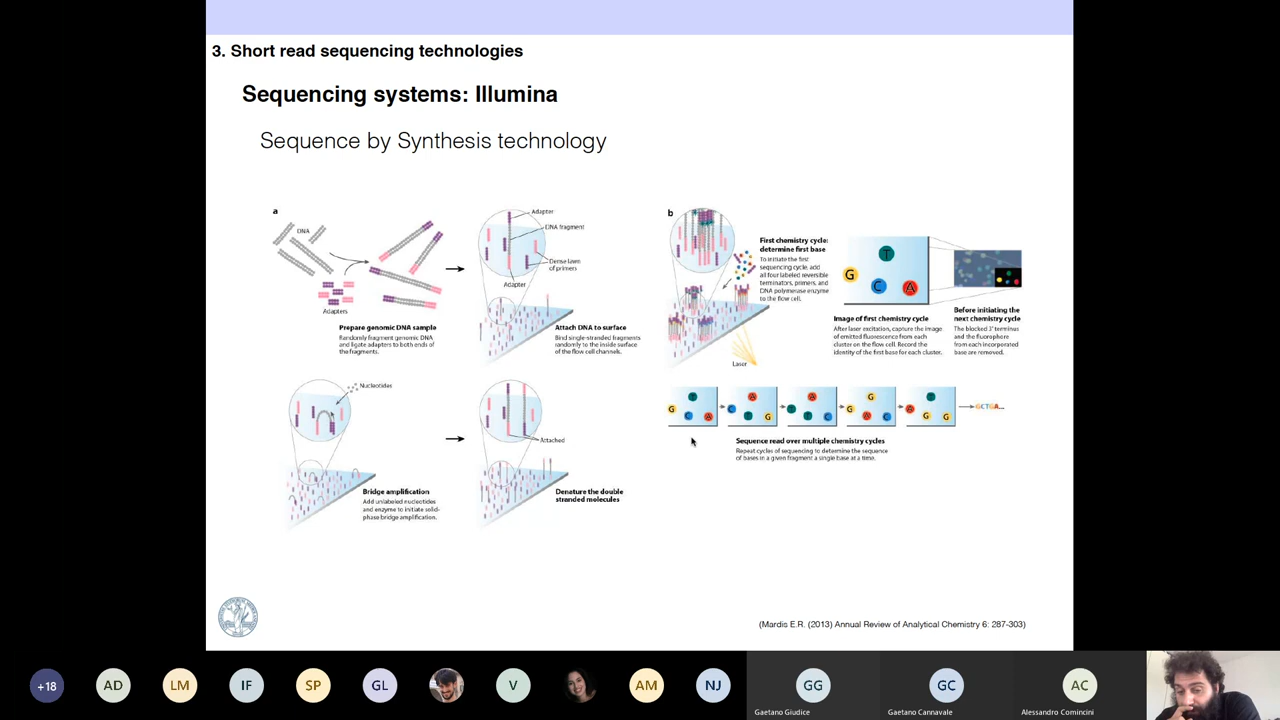 3. Short read sequencing technologies
Sequencing systems: Illumina
Sequence by Synthesis technology
a
DNA
Adapters
Prepare genomic DNA sample
Randomly fragment genomic DNA
and ligate adapters to both ends of
the fragments.
Adapter
DNA fragment
Dense lawn
of primers
Adapter
Attach DNA to surface
Bind single-stranded fragments
randomly to the inside surface
of the flow cell channels.
Nucleotides
Bridge amplification
Add unlabeled nucleotides
and enzyme to initiate solid-
phase bridge amplification.
Attached
Denature the double
stranded molecules
b
First chemistry cycle:
determine first base
To initiate the first
sequencing cycle, add
all four labeled reversible
terminators, primers, and
DNA polymerase enzyme
to the flow cell.
Laser
T
G
C
A
Image of first chemistry cycle
After laser excitation, capture the image
of emitted fluorescence from each
cluster on the flow cell. Record the
identity of the first base for each cluster.
Before initiating the
next chemistry cycle
The blocked 3' terminus
and the fluorophore
from each incorporated
base are removed.
T
G
C
A
A
C
T
G
A
T
T
C
G
G
A
C
T
A
G
G
GCTGA...
Sequence read over multiple chemistry cycles
Repeat cycles of sequencing to determine the sequence
of bases in a given fragment a single base at a time.
(Mardis E.R. (2013) Annual Review of Analytical Chemistry 6: 287-303)
+18
AD
LM
IF
SP
GL
V
AM
NJ
GG
Gaetano Giudice
GC
Gaetano Cannavale
AC
Alessandro Comincini